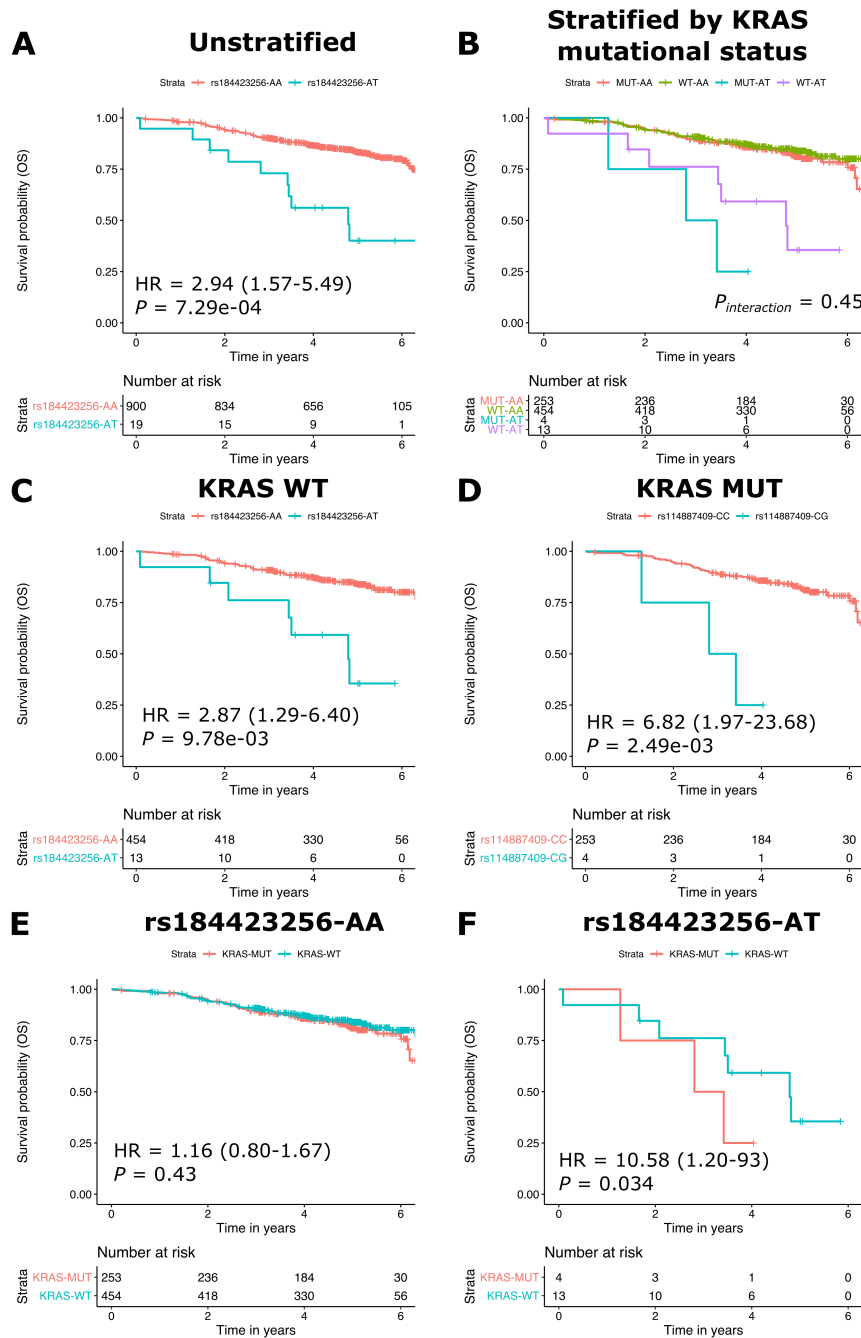 A
Unstratified
Strata rs184423256-AA rs184423256-AT
Survival probability (OS)
1.00
0.75
0.50
0.25
0.00
HR = 2.94 (1.57-5.49)
P = 7.29e-04
0 2 4 6
Time in years
Number at risk
Strata
rs184423256-AA 900 834 656 105
rs184423256-AT 19 15 9 1
0 2 4 6
Time in years
B
Stratified by KRAS
mutational status
Strata MUT-AA WT-AA MUT-AT WT-AT
Survival probability (OS)
1.00
0.75
0.50
0.25
0.00
Pinteraction = 0.45
0 2 4 6
Time in years
Number at risk
Strata
MUT-AA 253 236 184 30
WT-AA 454 418 330 56
MUT-AT 4 3 1 0
WT-AT 13 10 6 0
0 2 4 6
Time in years
C
KRAS WT
Strata rs184423256-AA rs184423256-AT
Survival probability (OS)
1.00
0.75
0.50
0.25
0.00
HR = 2.87 (1.29-6.40)
P = 9.78e-03
0 2 4 6
Time in years
Number at risk
Strata
rs184423256-AA 454 418 330 56
rs184423256-AT 13 10 6 0
0 2 4 6
Time in years
D
KRAS MUT
Strata rs114887409-CC rs114887409-CG
Survival probability (OS)
1.00
0.75
0.50
0.25
0.00
HR = 6.82 (1.97-23.68)
P = 2.49e-03
0 2 4 6
Time in years
Number at risk
Strata
rs114887409-CC 253 236 184 30
rs114887409-CG 4 3 1 0
0 2 4 6
Time in years
E
rs184423256-AA
Strata KRAS-MUT KRAS-WT
Survival probability (OS)
1.00
0.75
0.50
0.25
0.00
HR = 1.16 (0.80-1.67)
P = 0.43
0 2 4 6
Time in years
Number at risk
Strata
KRAS-MUT 253 236 184 30
KRAS-WT 454 418 330 56
0 2 4 6
Time in years
F
rs184423256-AT
Strata KRAS-MUT KRAS-WT
Survival probability (OS)
1.00
0.75
0.50
0.25
0.00
HR = 10.58 (1.20-93)
P = 0.034
0 2 4 6
Time in years
Number at risk
Strata
KRAS-MUT 4 3 1 0
KRAS-WT 13 10 6 0
0 2 4 6
Time in years